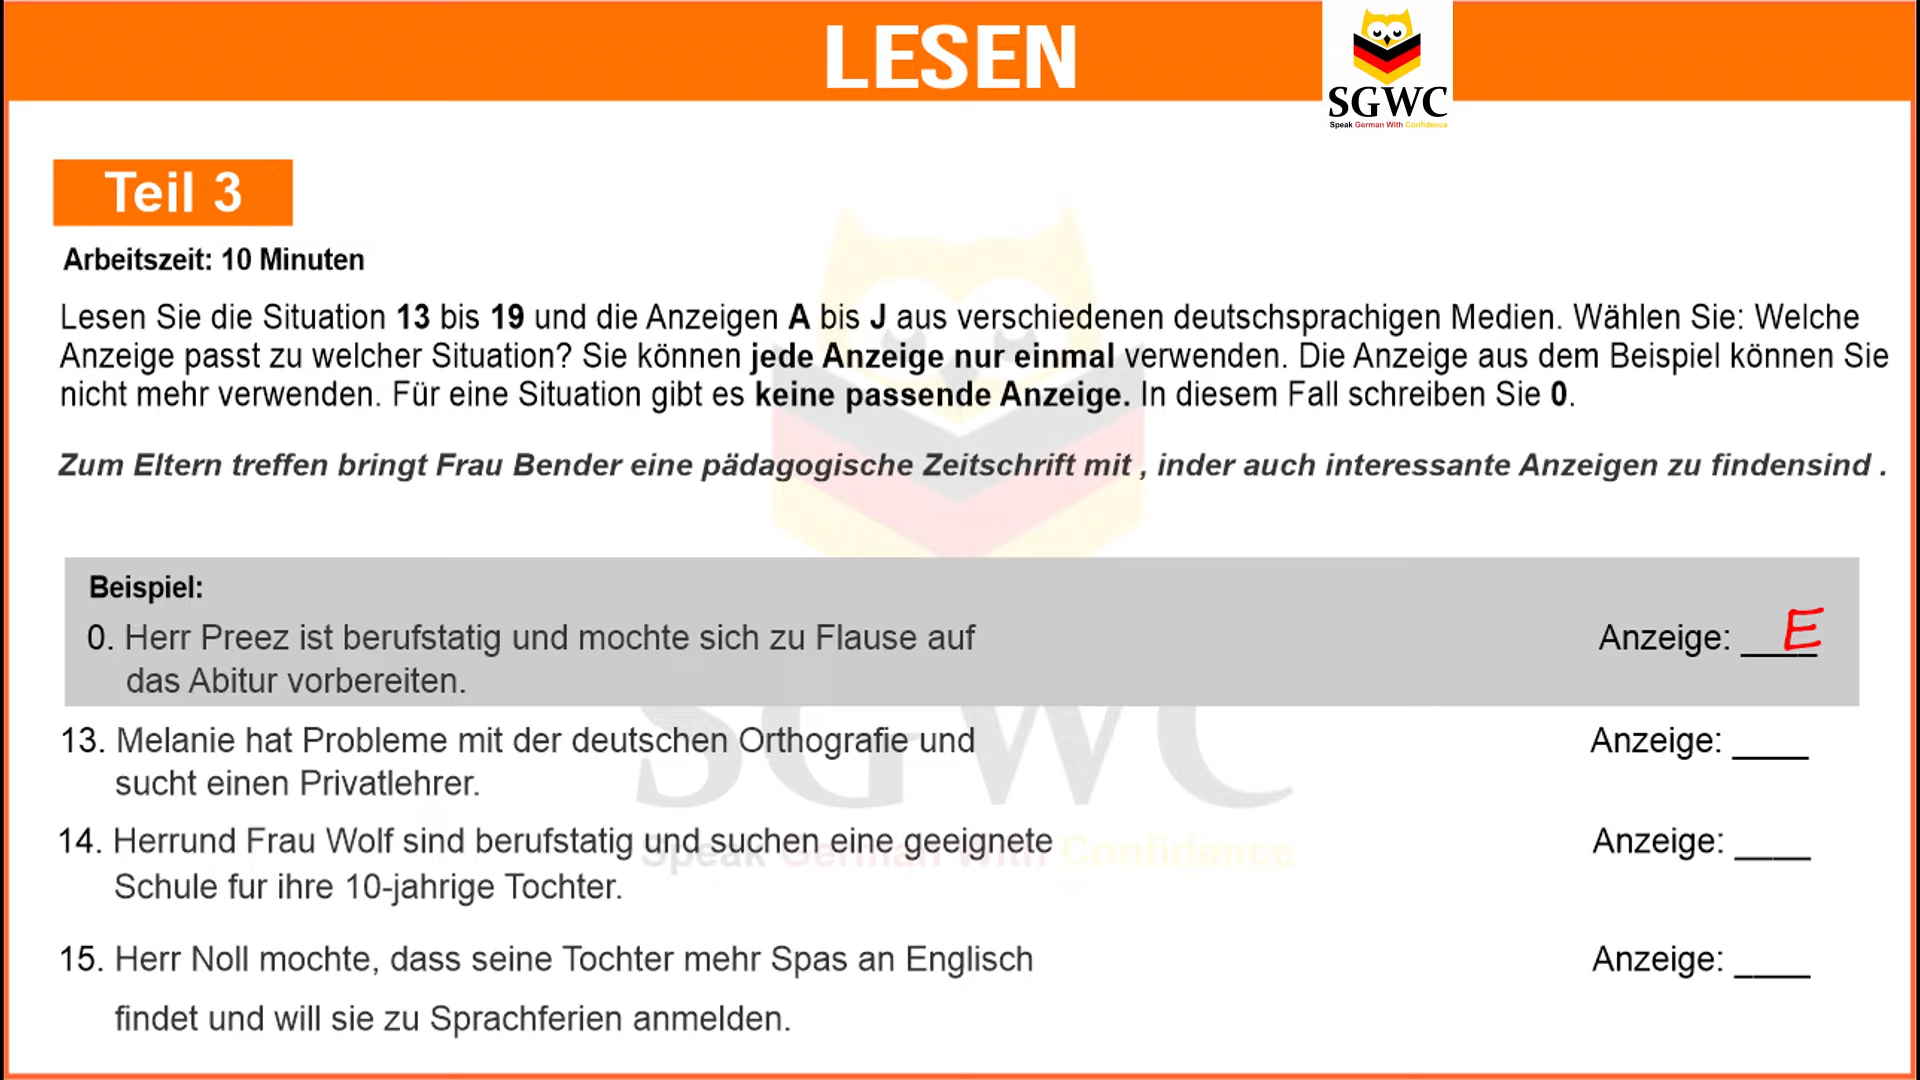 LESEN
SGWC
Speak German With Confidence
Teil 3
Arbeitszeit: 10 Minuten
Lesen Sie die Situation 13 bis 19 und die Anzeigen A bis J aus verschiedenen deutschsprachigen Medien. Wählen Sie: Welche
Anzeige passt zu welcher Situation? Sie können jede Anzeige nur einmal verwenden. Die Anzeige aus dem Beispiel können Sie
nicht mehr verwenden. Für eine Situation gibt es keine passende Anzeige. In diesem Fall schreiben Sie 0.
Zum Eltern treffen bringt Frau Bender eine pädagogische Zeitschrift mit , inder auch interessante Anzeigen zu findensind .
Beispiel:
0. Herr Preez ist berufstatig und mochte sich zu Flause auf Anzeige: ____ E
das Abitur vorbereiten.
13. Melanie hat Probleme mit der deutschen Orthografie und Anzeige: ____
sucht einen Privatlehrer.
14. Herrund Frau Wolf sind berufstatig und suchen eine geeignete Anzeige: ____
Schule fur ihre 10-jahrige Tochter.
15. Herr Noll mochte, dass seine Tochter mehr Spas an Englisch Anzeige: ____
findet und will sie zu Sprachferien anmelden.
SGWC
Speak German With Confidence